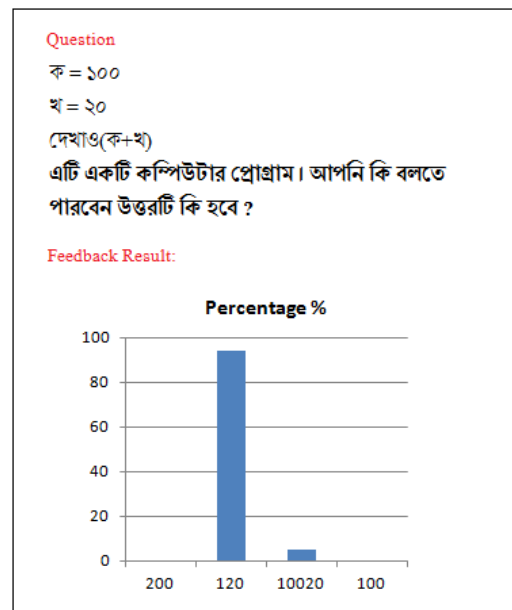 Question
ক = ১০০
খ = ২০
দেখাও(ক+খ)
এটি একটি কম্পিউটার প্রোগ্রাম। আপনি কি বলতে
পারবেন উত্তরটি কি হবে ?
Feedback Result:
Percentage %
100
80
60
40
20
0
200 120 10020 100